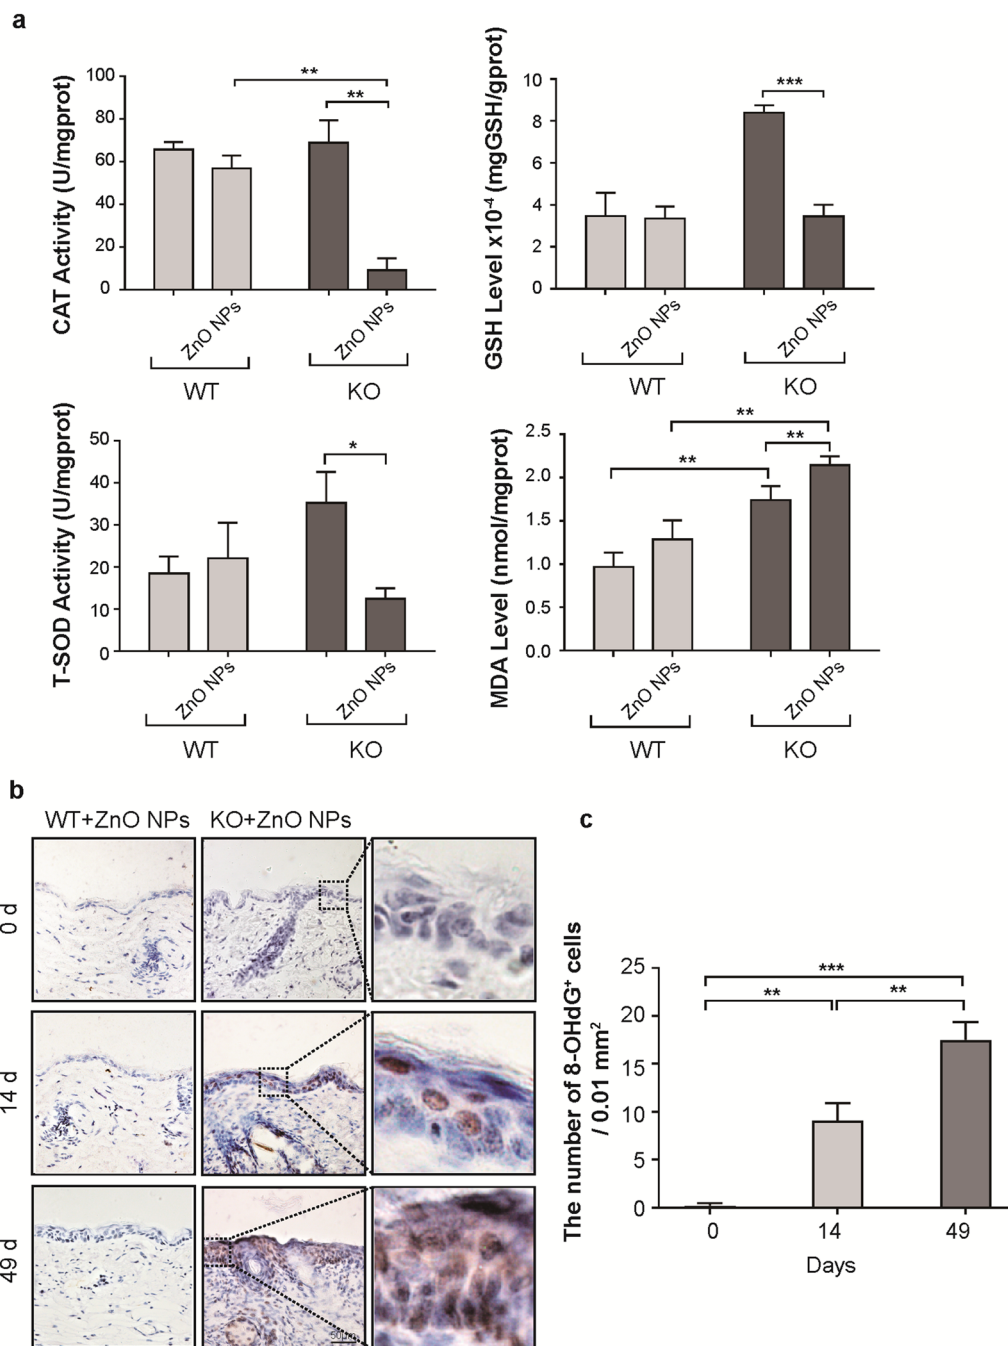 a
CAT Activity (U/mgprot)
100
80
60
40
20
0
**
**
ZnO NPs
ZnO NPs
WT
KO
GSH Level x10⁻⁴ (mgGSH/gprot)
10
8
6
4
2
0
***
ZnO NPs
ZnO NPs
WT
KO
T-SOD Activity (U/mgprot)
50
40
30
20
10
0
*
ZnO NPs
ZnO NPs
WT
KO
MDA Level (nmol/mgprot)
2.5
2.0
1.5
1.0
0.5
0.0
**
**
**
ZnO NPs
ZnO NPs
WT
KO
b
WT+ZnO NPs KO+ZnO NPs
0 d
14 d
49 d
50μm
c
The number of 8-OHdG⁺ cells
/ 0.01 mm²
25
20
15
10
5
0
***
** **
0 14 49
Days